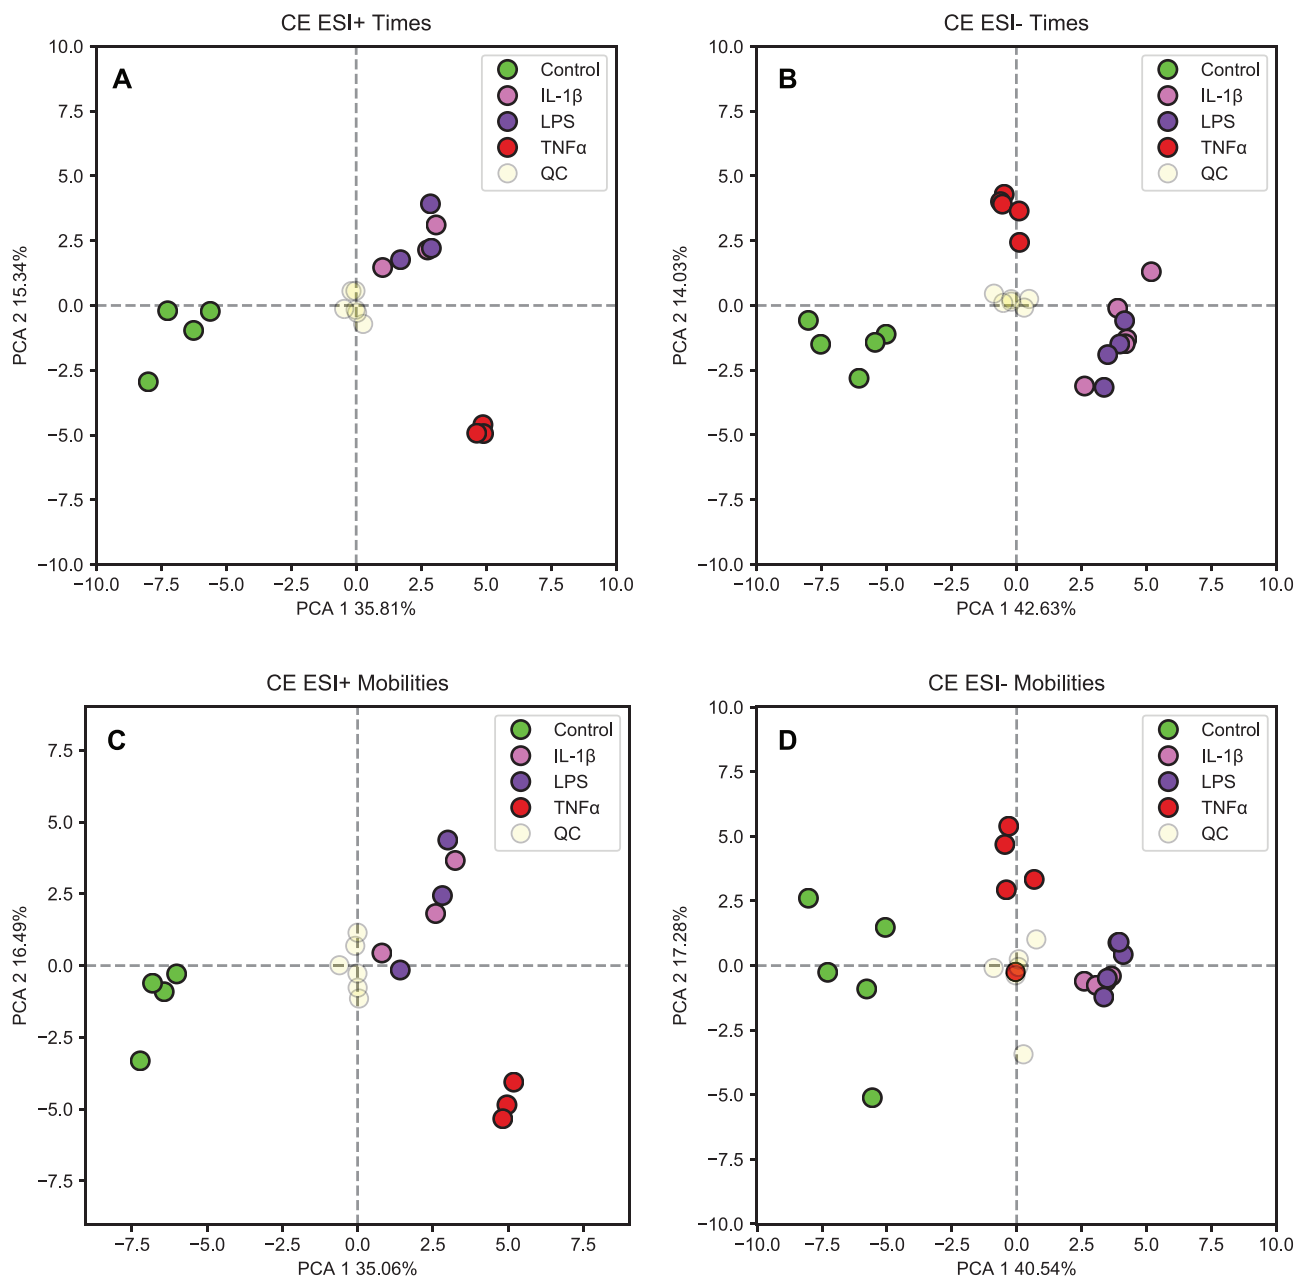 CE ESI+ Times
A
Control
IL-1β
LPS
TNFα
QC
10.0
7.5
5.0
2.5
0.0
−2.5
−5.0
−7.5
−10.0
PCA 2 15.34%
−10.0 −7.5 −5.0 −2.5 0.0 2.5 5.0 7.5 10.0
PCA 1 35.81%
CE ESI- Times
B
Control
IL-1β
LPS
TNFα
QC
10.0
7.5
5.0
2.5
0.0
−2.5
−5.0
−7.5
−10.0
PCA 2 14.03%
−10.0 −7.5 −5.0 −2.5 0.0 2.5 5.0 7.5 10.0
PCA 1 42.63%
CE ESI+ Mobilities
C
Control
IL-1β
LPS
TNFα
QC
7.5
5.0
2.5
0.0
−2.5
−5.0
−7.5
PCA 2 16.49%
−7.5 −5.0 −2.5 0.0 2.5 5.0 7.5
PCA 1 35.06%
CE ESI- Mobilities
D
Control
IL-1β
LPS
TNFα
QC
10.0
7.5
5.0
2.5
0.0
−2.5
−5.0
−7.5
−10.0
PCA 2 17.28%
−10.0 −7.5 −5.0 −2.5 0.0 2.5 5.0 7.5 10.0
PCA 1 40.54%